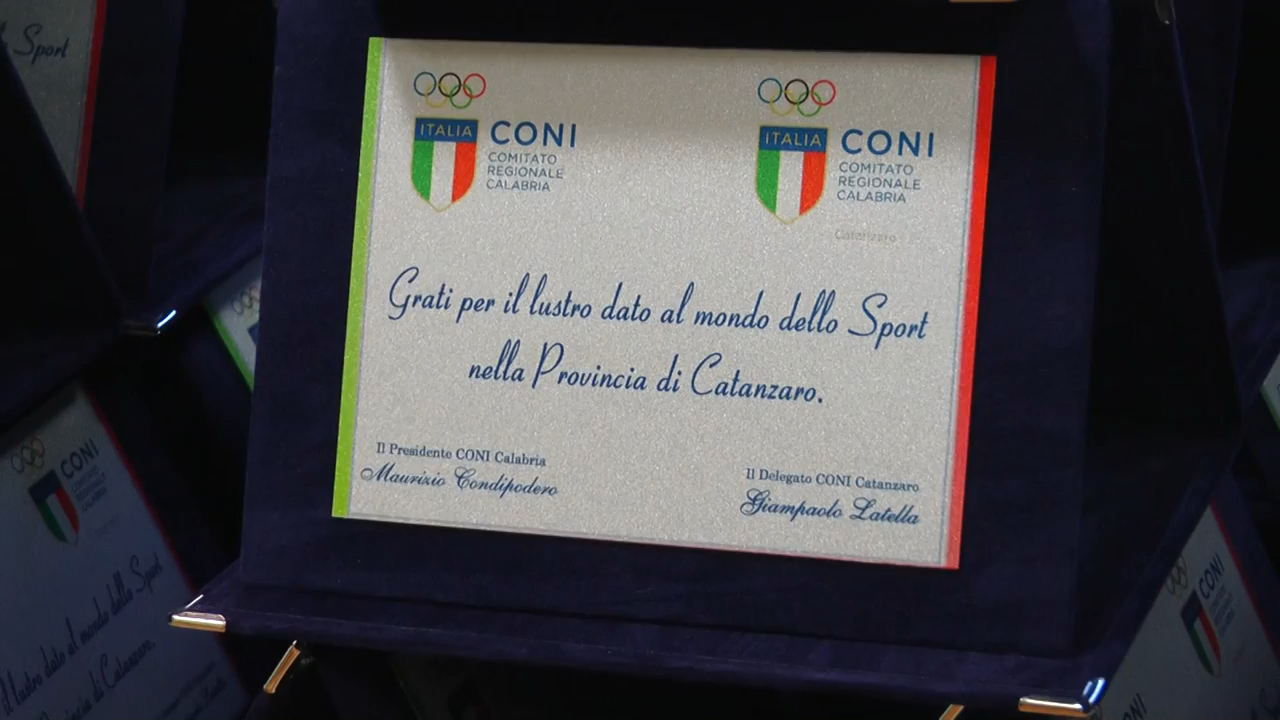 Sport
ITALIA
CONI
COMITATO
REGIONALE
CALABRIA
ITALIA
CONI
COMITATO
REGIONALE
CALABRIA
Catanzaro
Grati per il lustro dato al mondo dello Sport
nella Provincia di Catanzaro.
Il Presidente CONI Calabria
Maurizio Condipodero
Il Delegato CONI Catanzaro
Giampaolo Latella
CONI
il lustro dato al mondo dello Sport
di Catanzaro.
CONI
CONI